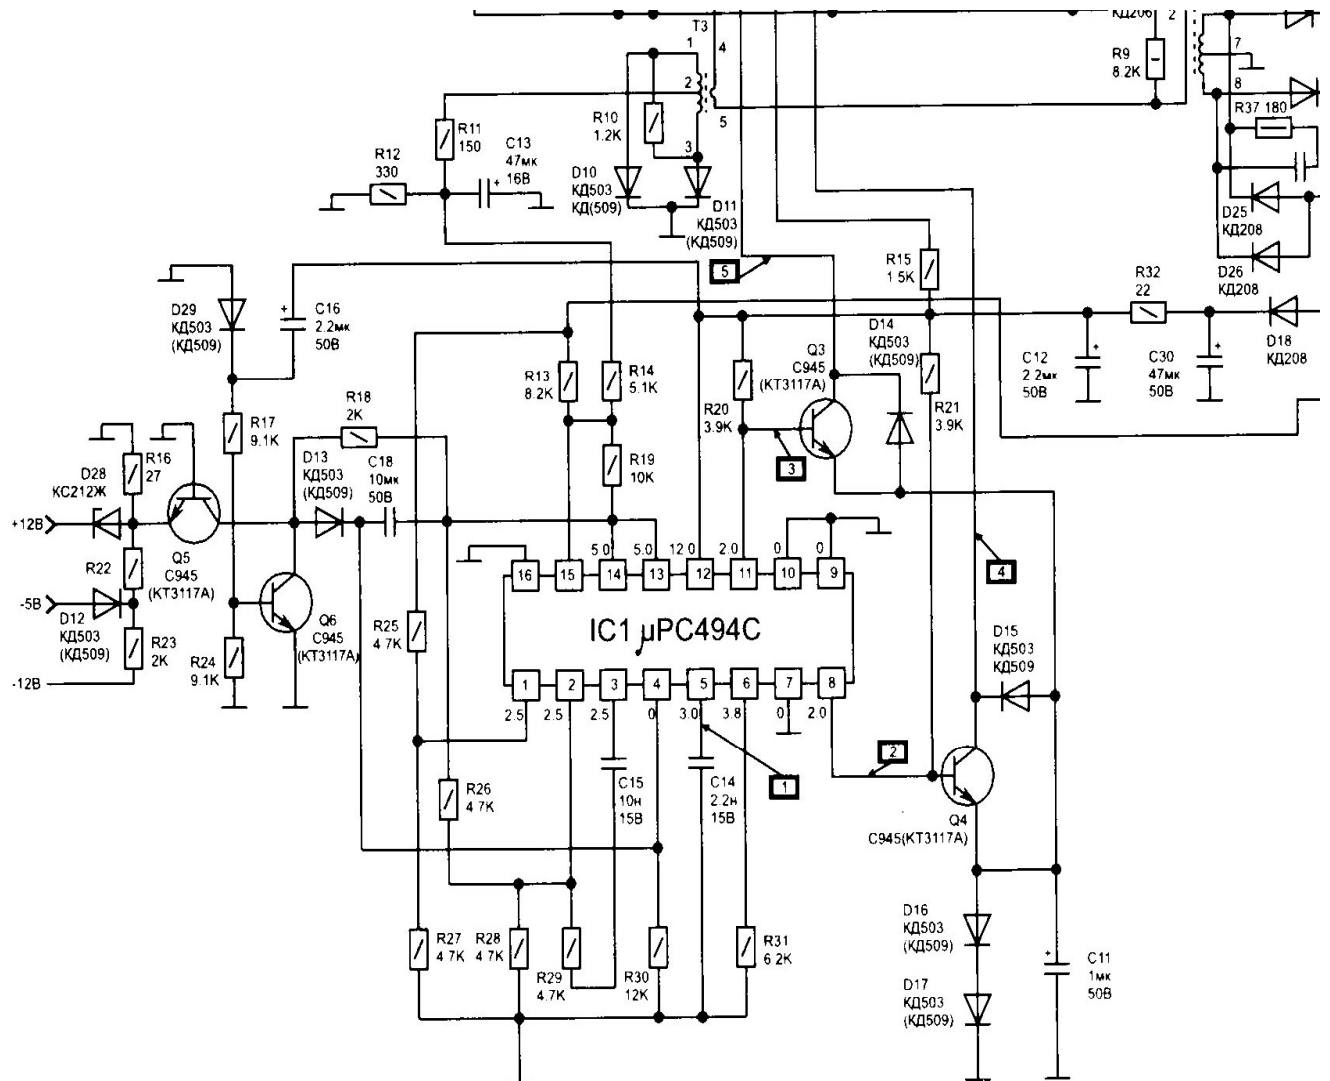 КД206
2
T3
1
4
2
5
3
R9
8.2K
7
8
R37 180
R10
1.2K
R11
150
C13
47мк
16В
R12
330
D10
КД503
КД(509)
D11
КД503
(КД509)
D25
КД208
D26
КД208
R32
22
5
R15
1 5K
D29
КД503
(КД509)
C16
2.2мк
50В
D14
КД503
(КД509)
Q3
C945
(КТ3117А)
C12
2 2мк
50В
C30
47мк
50В
D18
КД208
R13
8.2K
R14
5.1K
R20
3.9K
R21
3.9K
R18
2K
R17
9.1K
R16
27
D28
КС212Ж
D13
КД503
(КД509)
C18
10мк
50В
R19
10K
3
+12В
Q5
C945
(КТ3117А)
5 0
5.0
12 0
2.0
0
0
16
15
14
13
12
11
10
9
4
R22
-5В
D12
КД503
(КД509)
R23
2K
R24
9.1K
Q6
C945
(КТ3117А)
-12В
R25
4 7K
IC1 µPC494C
D15
КД503
КД509
1
2
3
4
5
6
7
8
2.5
2.5
2.5
0
3.0
3.8
0
2.0
2
1
R26
4 7K
C15
10н
15В
C14
2.2н
15В
Q4
C945(КТ3117А)
R27
4.7K
R28
4.7K
R29
4.7K
R30
12K
R31
6 2K
D16
КД503
(КД509)
D17
КД503
(КД509)
C11
1мк
50В